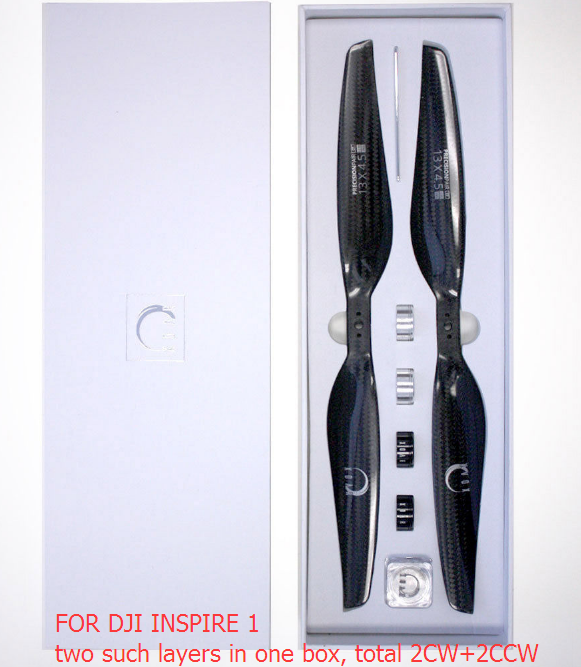 13X4.5
13X4.5
FOR DJI INSPIRE 1
two such layers in one box, total 2CW+2CCW